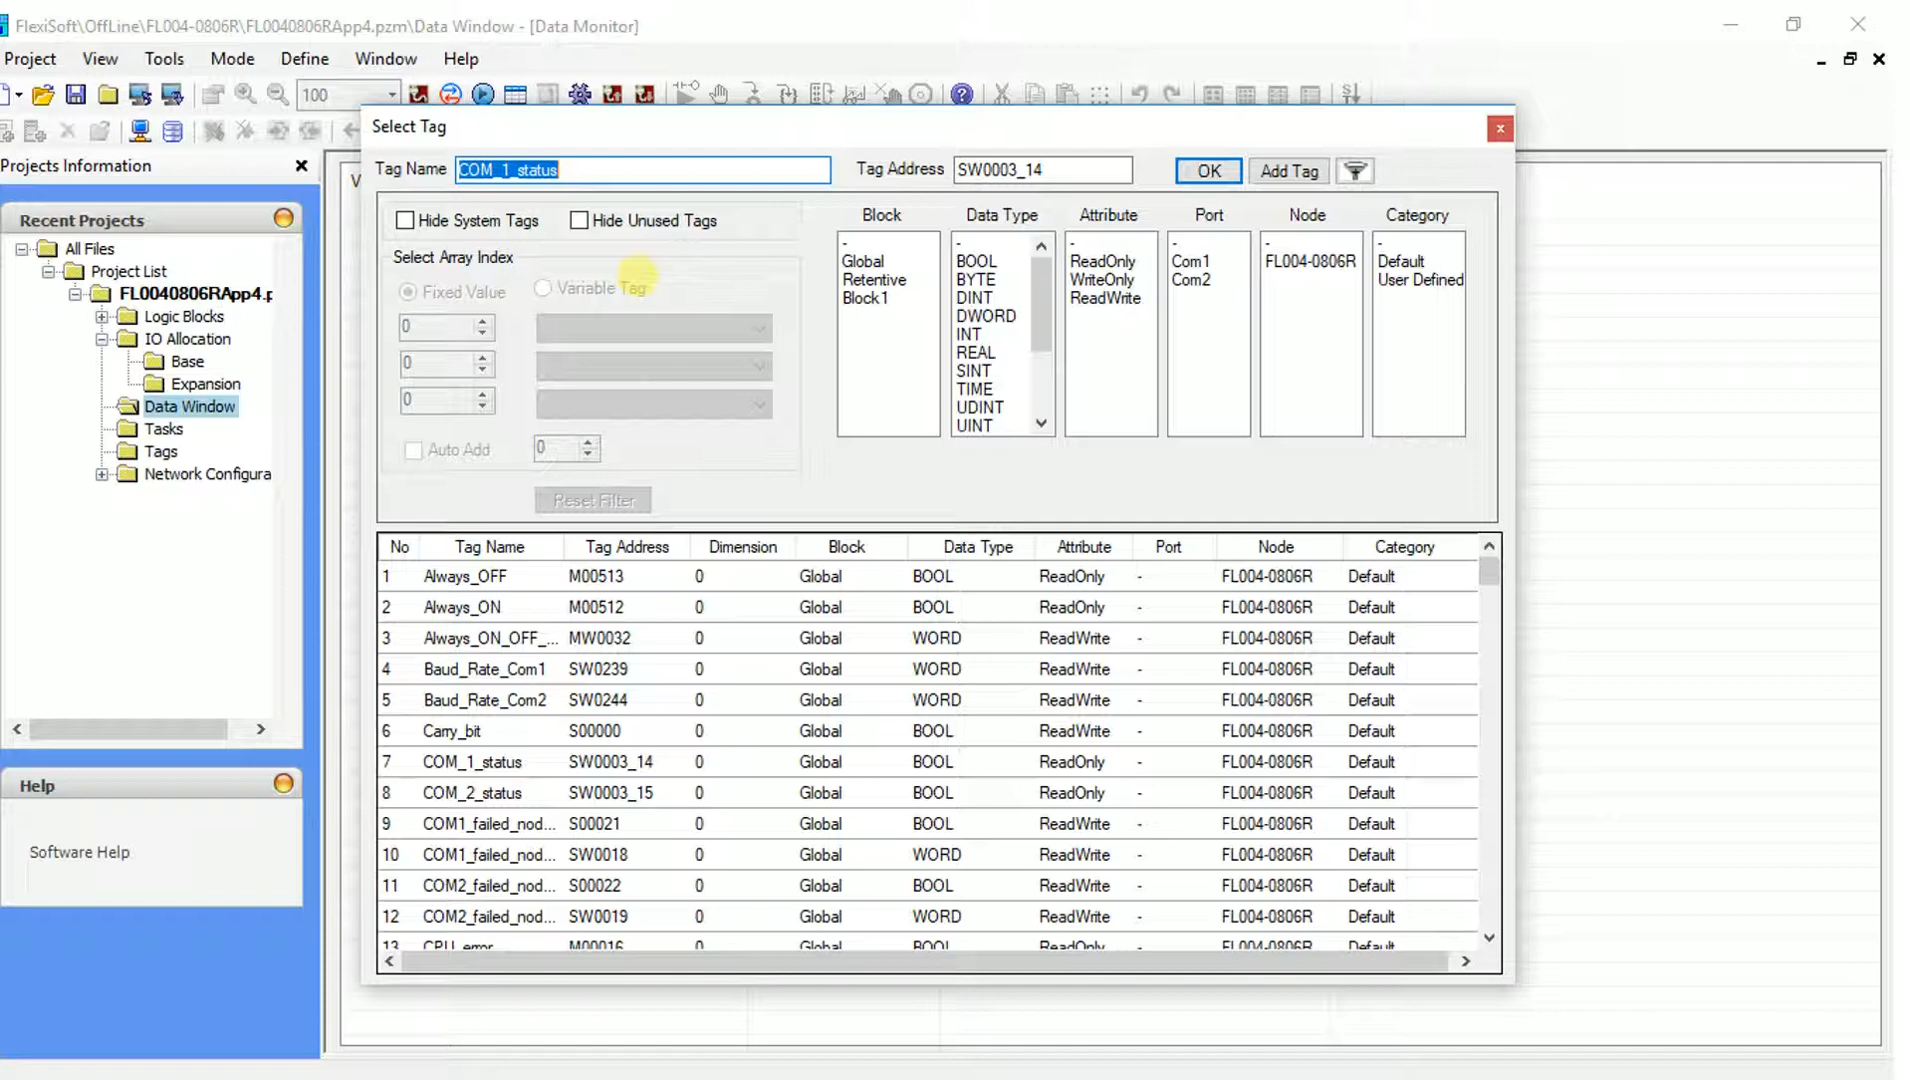 FlexiSoft\OffLine\FL004-0806R\FL0040806RApp4.pzm\Data Window - [Data Monitor]
Project View Tools Mode Define Window Help
100
Projects Information
Recent Projects
All Files
Project List
FL0040806RApp4.p
Logic Blocks
IO Allocation
Base
Expansion
Data Window
Tasks
Tags
Network Configura
Help
Software Help
Select Tag
Tag Name COM_1_status Tag Address SW0003_14 OK Add Tag
Hide System Tags Hide Unused Tags
Select Array Index
Fixed Value Variable Tag
0
0
0
Auto Add 0
Reset Filter
Block
-
Global
Retentive
Block1
Data Type
-
BOOL
BYTE
DINT
DWORD
INT
REAL
SINT
TIME
UDINT
UINT
Attribute
-
ReadOnly
WriteOnly
ReadWrite
Port
-
Com1
Com2
Node
-
FL004-0806R
Category
-
Default
User Defined
No Tag Name Tag Address Dimension Block Data Type Attribute Port Node Category
1 Always_OFF M00513 0 Global BOOL ReadOnly - FL004-0806R Default
2 Always_ON M00512 0 Global BOOL ReadOnly - FL004-0806R Default
3 Always_ON_OFF_... MW0032 0 Global WORD ReadWrite - FL004-0806R Default
4 Baud_Rate_Com1 SW0239 0 Global WORD ReadWrite - FL004-0806R Default
5 Baud_Rate_Com2 SW0244 0 Global WORD ReadWrite - FL004-0806R Default
6 Carry_bit S00000 0 Global BOOL ReadWrite - FL004-0806R Default
7 COM_1_status SW0003_14 0 Global BOOL ReadOnly - FL004-0806R Default
8 COM_2_status SW0003_15 0 Global BOOL ReadOnly - FL004-0806R Default
9 COM1_failed_nod... S00021 0 Global BOOL ReadWrite - FL004-0806R Default
10 COM1_failed_nod... SW0018 0 Global WORD ReadWrite - FL004-0806R Default
11 COM2_failed_nod... S00022 0 Global BOOL ReadWrite - FL004-0806R Default
12 COM2_failed_nod... SW0019 0 Global WORD ReadWrite - FL004-0806R Default
13 CPU_error M00016 0 Global BOOL ReadOnly - FL004-0806R Default